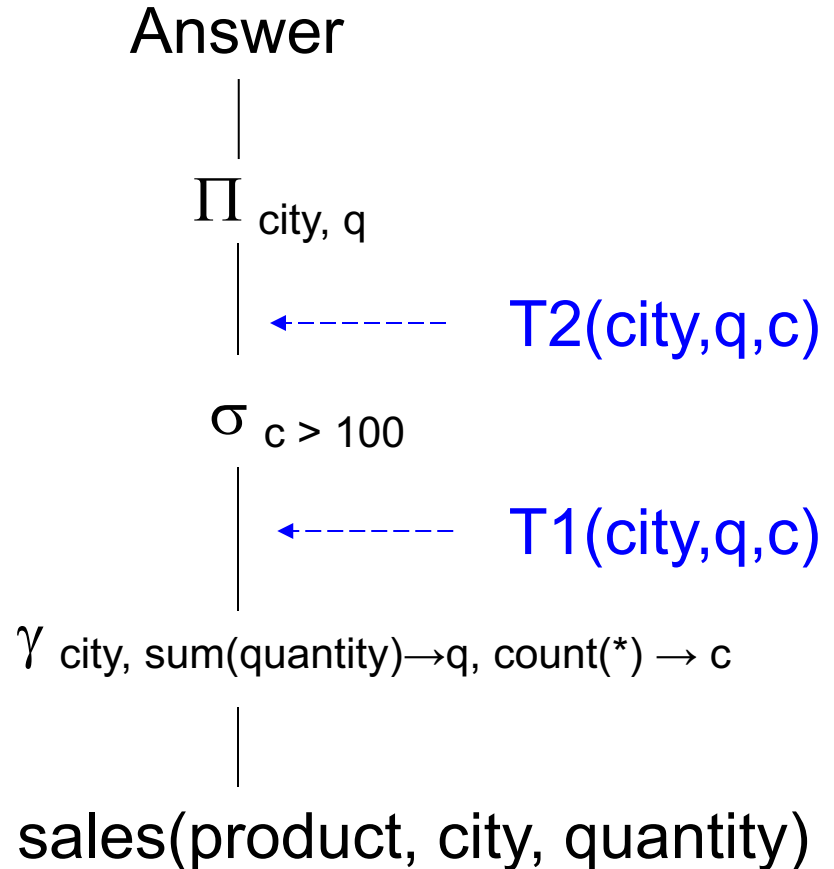 Answer
Π city, q
T2(city,q,c)
σ c > 100
T1(city,q,c)
γ city, sum(quantity)→q, count(*) → c
sales(product, city, quantity)